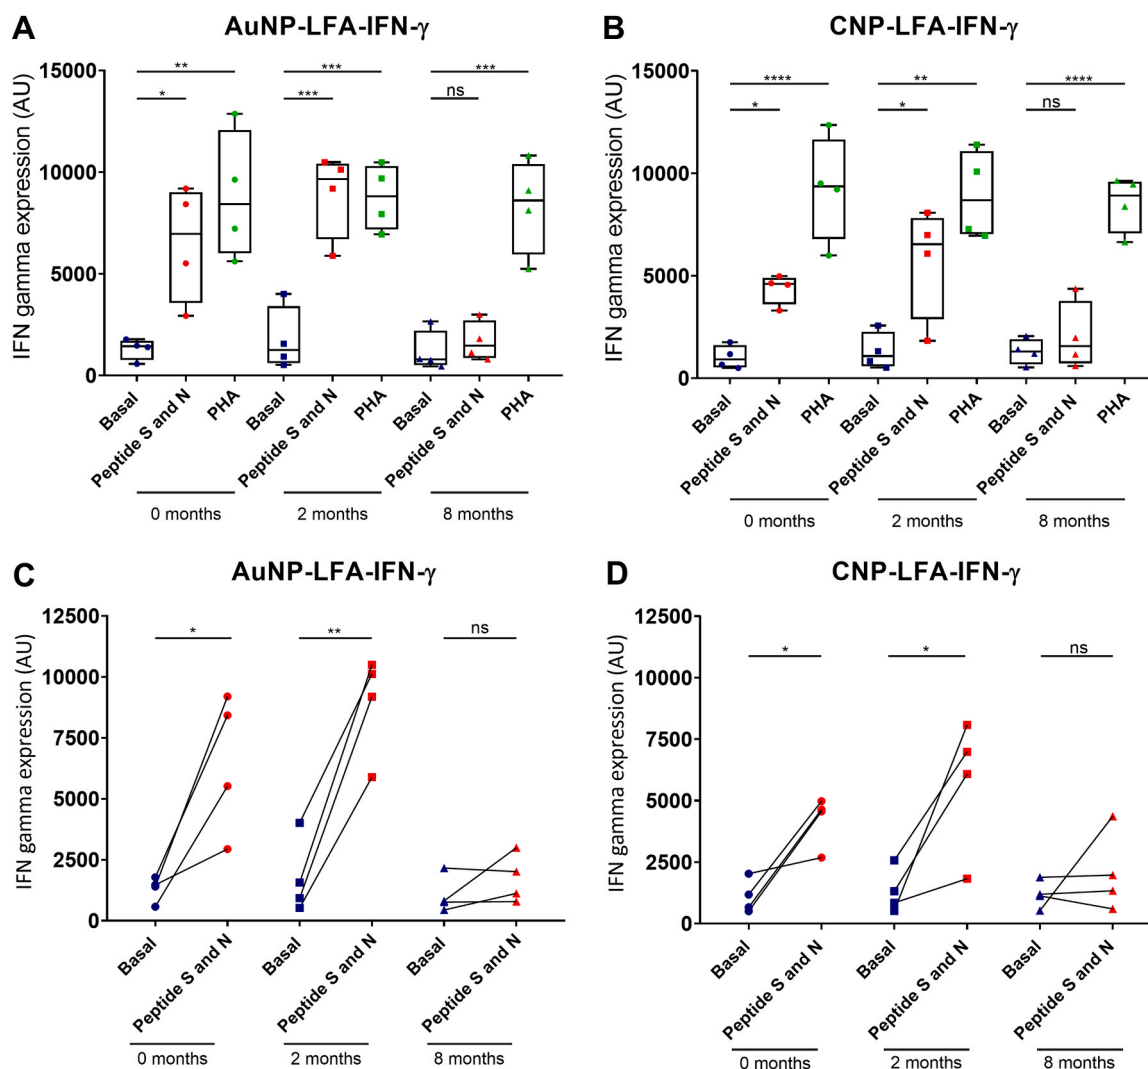 A
AuNP-LFA-IFN-γ
IFN gamma expression (AU)
15000
10000
5000
0
**
*
***
***
***
ns
Basal
Peptide S and N
PHA
Basal
Peptide S and N
PHA
Basal
Peptide S and N
PHA
0 months
2 months
8 months
B
CNP-LFA-IFN-γ
IFN gamma expression (AU)
15000
10000
5000
0
****
*
**
*
****
ns
Basal
Peptide S and N
PHA
Basal
Peptide S and N
PHA
Basal
Peptide S and N
PHA
0 months
2 months
8 months
C
AuNP-LFA-IFN-γ
IFN gamma expression (AU)
12500
10000
7500
5000
2500
0
*
**
ns
Basal
Peptide S and N
Basal
Peptide S and N
Basal
Peptide S and N
0 months
2 months
8 months
D
CNP-LFA-IFN-γ
IFN gamma expression (AU)
12500
10000
7500
5000
2500
0
*
*
ns
Basal
Peptide S and N
Basal
Peptide S and N
Basal
Peptide S and N
0 months
2 months
8 months